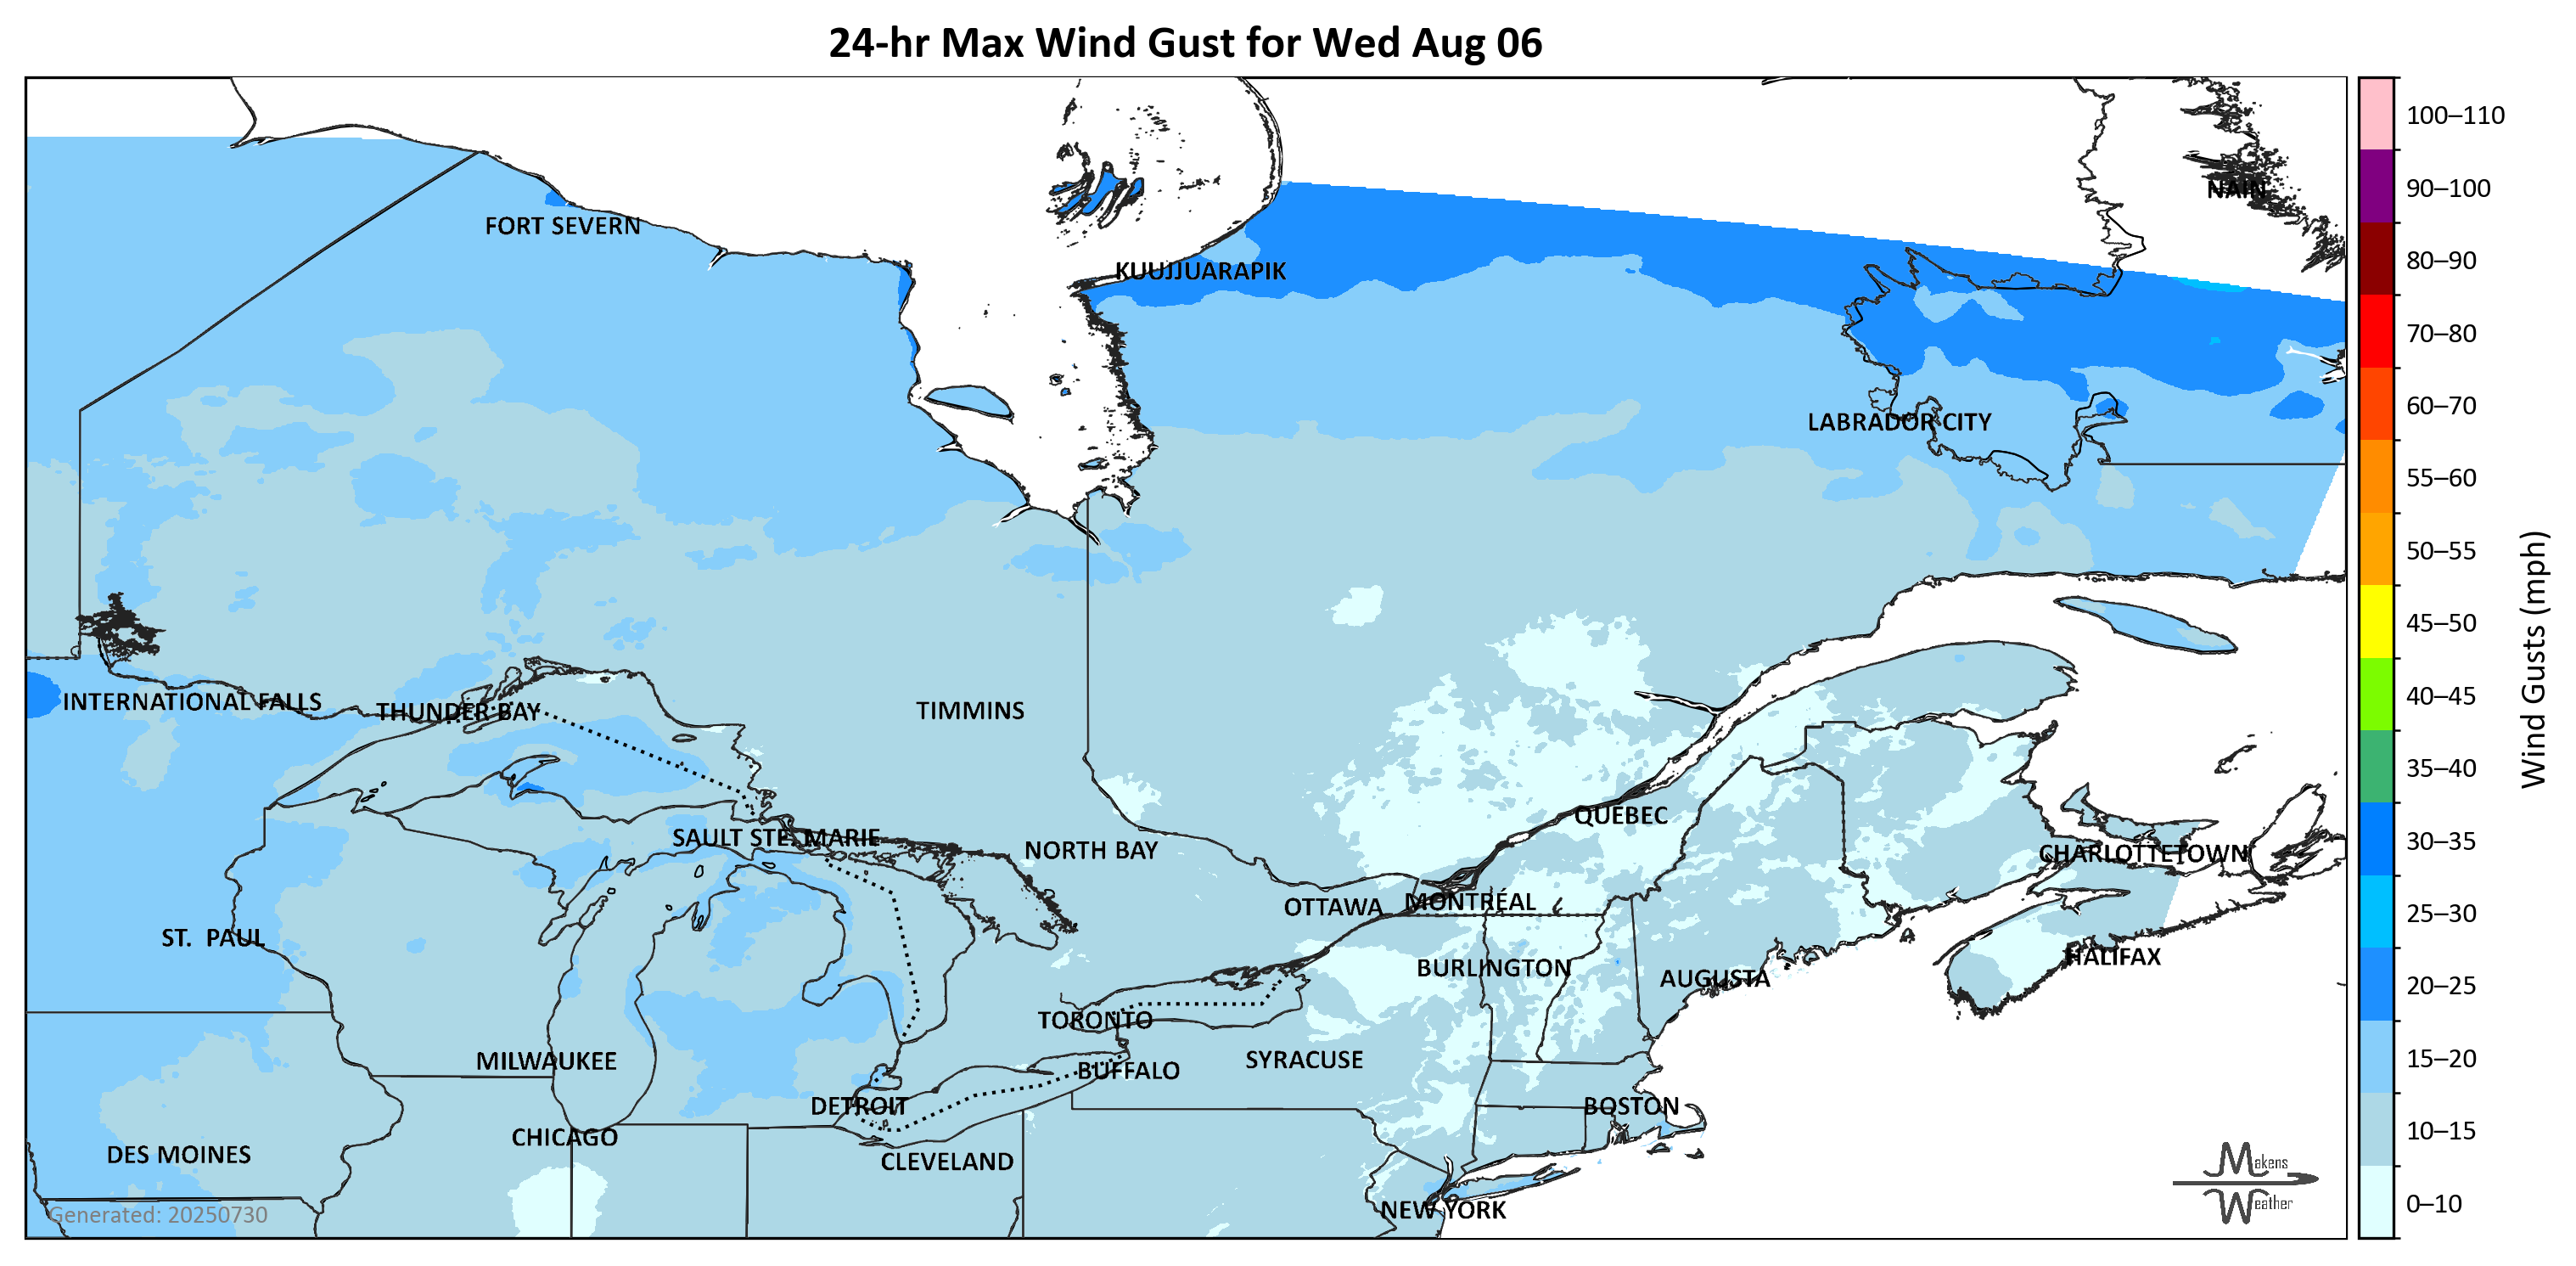 24-hr Max Wind Gust for Wed Aug 06
100–110
90–100
80–90
70–80
60–70
55–60
50–55
45–50
40–45
35–40
30–35
25–30
20–25
15–20
10–15
0–10
Wind Gusts (mph)
NAIN
FORT SEVERN
KUUJJUARAPIK
LABRADOR CITY
INTERNATIONAL FALLS
THUNDER BAY
TIMMINS
QUEBEC
SAULT STE. MARIE
NORTH BAY
CHARLOTTETOWN
OTTAWA
MONTRÉAL
ST. PAUL
HALIFAX
BURLINGTON
AUGUSTA
TORONTO
MILWAUKEE
SYRACUSE
BUFFALO
DETROIT
BOSTON
CHICAGO
DES MOINES
CLEVELAND
NEW YORK
Generated: 20250730
Makens
Weather